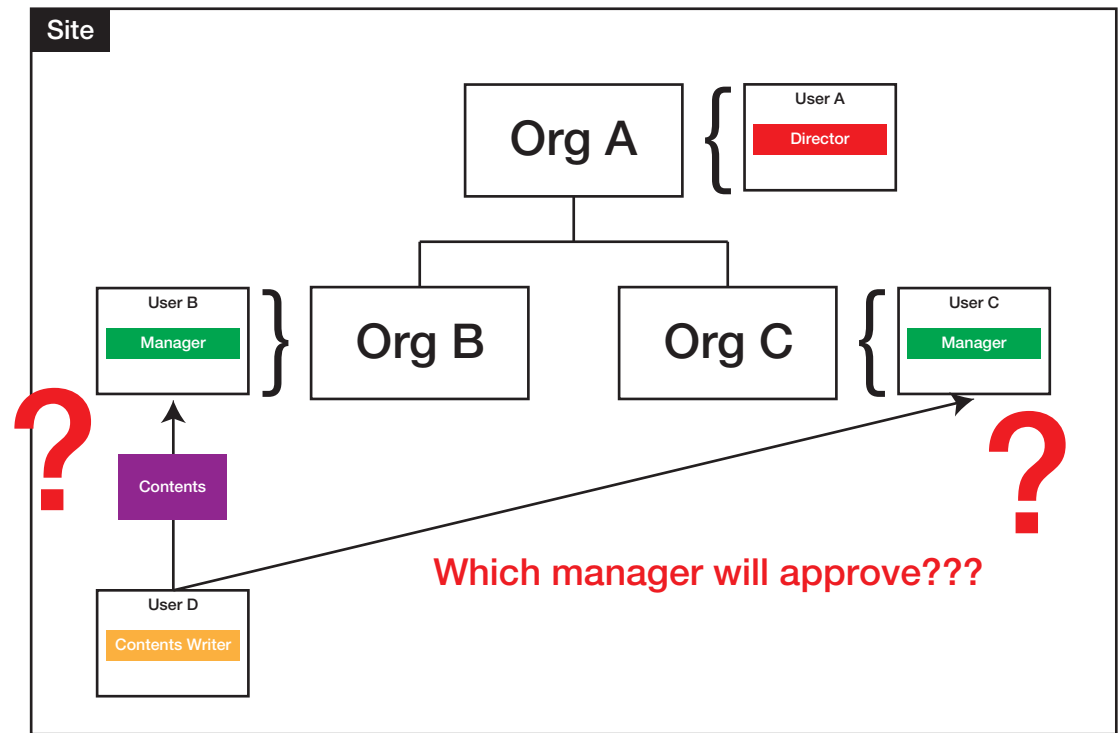 Site
Org A
User A
Director
User B
Manager
Org B
Org C
User C
Manager
?
Contents
?
Which manager will approve???
User D
Contents Writer